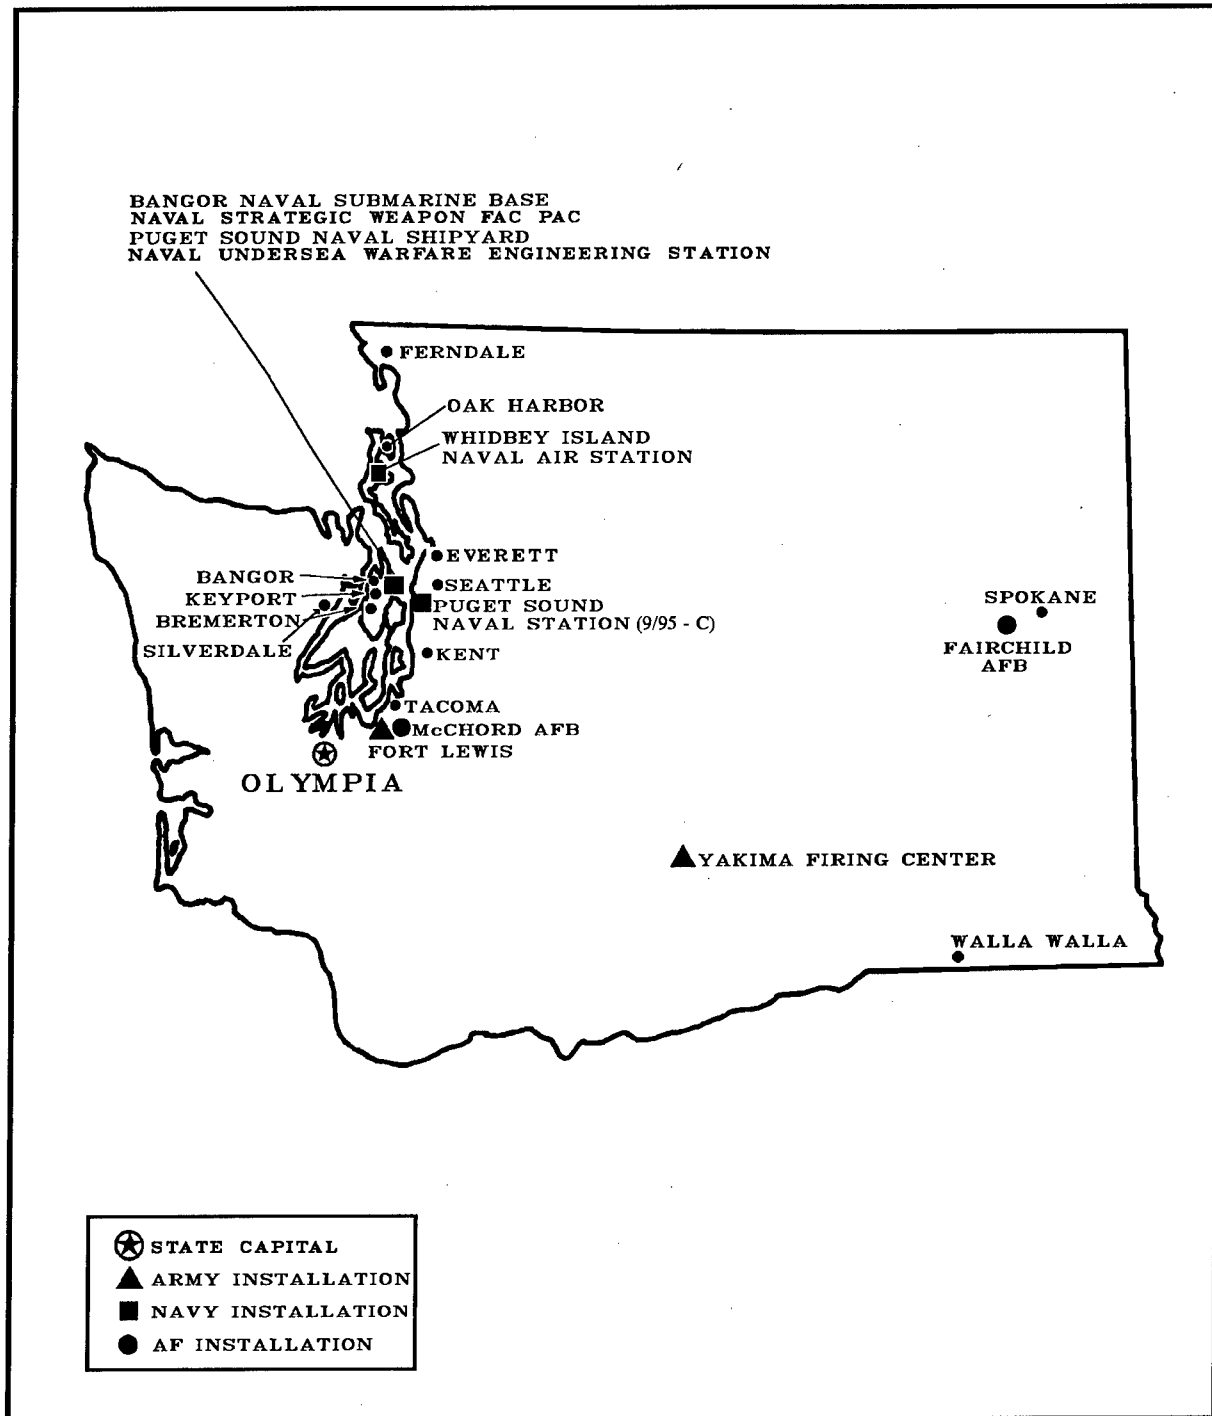 BANGOR NAVAL SUBMARINE BASE
NAVAL STRATEGIC WEAPON FAC PAC
PUGET SOUND NAVAL SHIPYARD
NAVAL UNDERSEA WARFARE ENGINEERING STATION
FERNDALE
OAK HARBOR
WHIDBEY ISLAND
NAVAL AIR STATION
EVERETT
BANGOR
SEATTLE
KEYPORT
PUGET SOUND
NAVAL STATION (9/95 - C)
BREMERTON
SILVERDALE
KENT
SPOKANE
FAIRCHILD
AFB
TACOMA
McCHORD AFB
FORT LEWIS
OLYMPIA
YAKIMA FIRING CENTER
WALLA WALLA
STATE CAPITAL
ARMY INSTALLATION
NAVY INSTALLATION
AF INSTALLATION